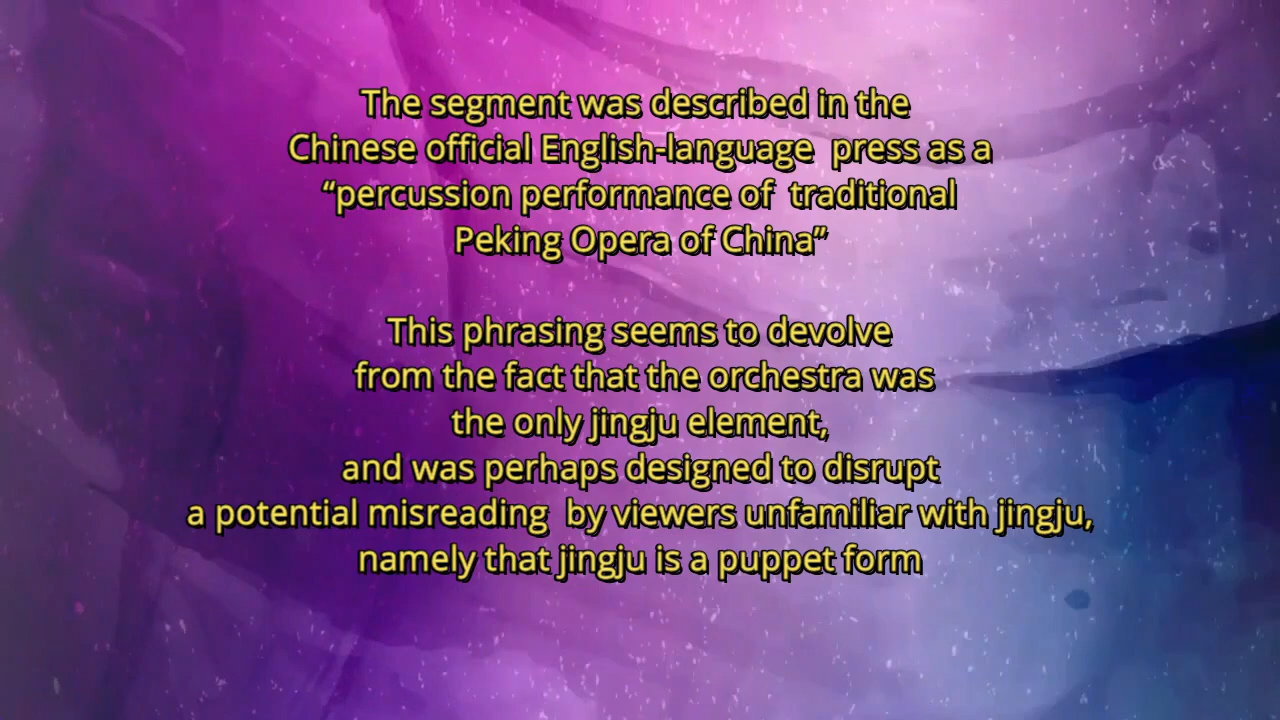 The segment was described in the
Chinese official English-language  press as a
“percussion performance of  traditional
Peking Opera of China”
This phrasing seems to devolve
from the fact that the orchestra was
the only jingju element,
and was perhaps designed to disrupt
a potential misreading  by viewers unfamiliar with jingju,
namely that jingju is a puppet form